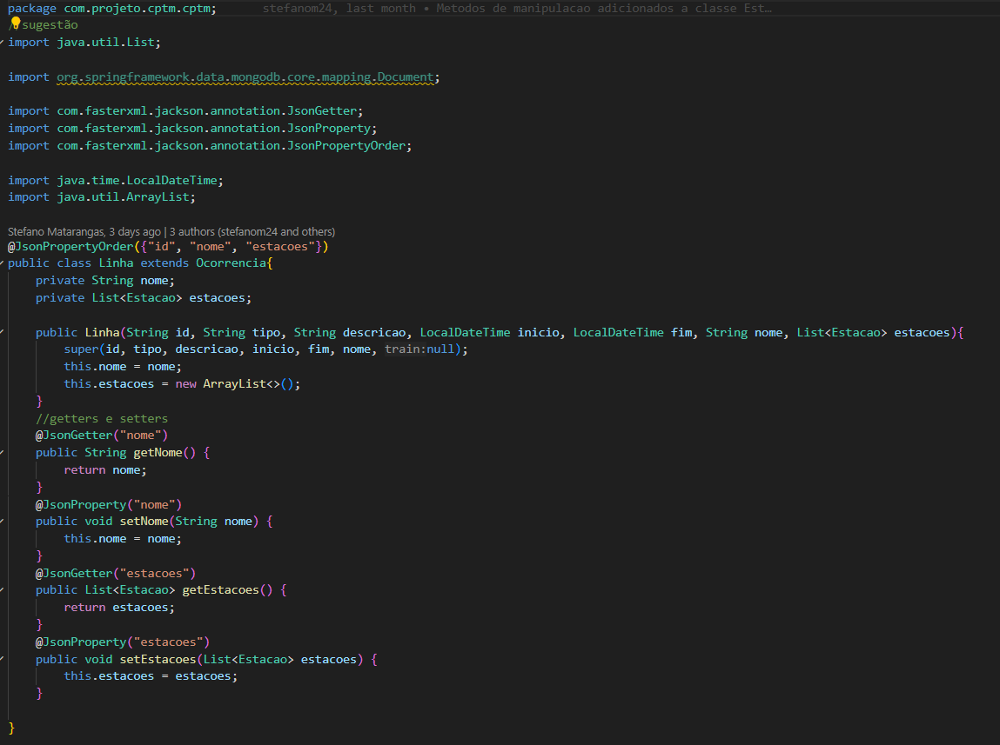 package com.projeto.cptm.cptm; stefanom24, last month • Metodos de manipulacao adicionados a classe Est…
/sugestão
import java.util.List;
import org.springframework.data.mongodb.core.mapping.Document;
import com.fasterxml.jackson.annotation.JsonGetter;
import com.fasterxml.jackson.annotation.JsonProperty;
import com.fasterxml.jackson.annotation.JsonPropertyOrder;
import java.time.LocalDateTime;
import java.util.ArrayList;
Stefano Matarangas, 3 days ago | 3 authors (stefanom24 and others)
@JsonPropertyOrder({"id", "nome", "estacoes"})
public class Linha extends Ocorrencia{
private String nome;
private List<Estacao> estacoes;
public Linha(String id, String tipo, String descricao, LocalDateTime inicio, LocalDateTime fim, String nome, List<Estacao> estacoes){
super(id, tipo, descricao, inicio, fim, nome, train:null);
this.nome = nome;
this.estacoes = new ArrayList<>();
}
//getters e setters
@JsonGetter("nome")
public String getNome() {
return nome;
}
@JsonProperty("nome")
public void setNome(String nome) {
this.nome = nome;
}
@JsonGetter("estacoes")
public List<Estacao> getEstacoes() {
return estacoes;
}
@JsonProperty("estacoes")
public void setEstacoes(List<Estacao> estacoes) {
this.estacoes = estacoes;
}
}